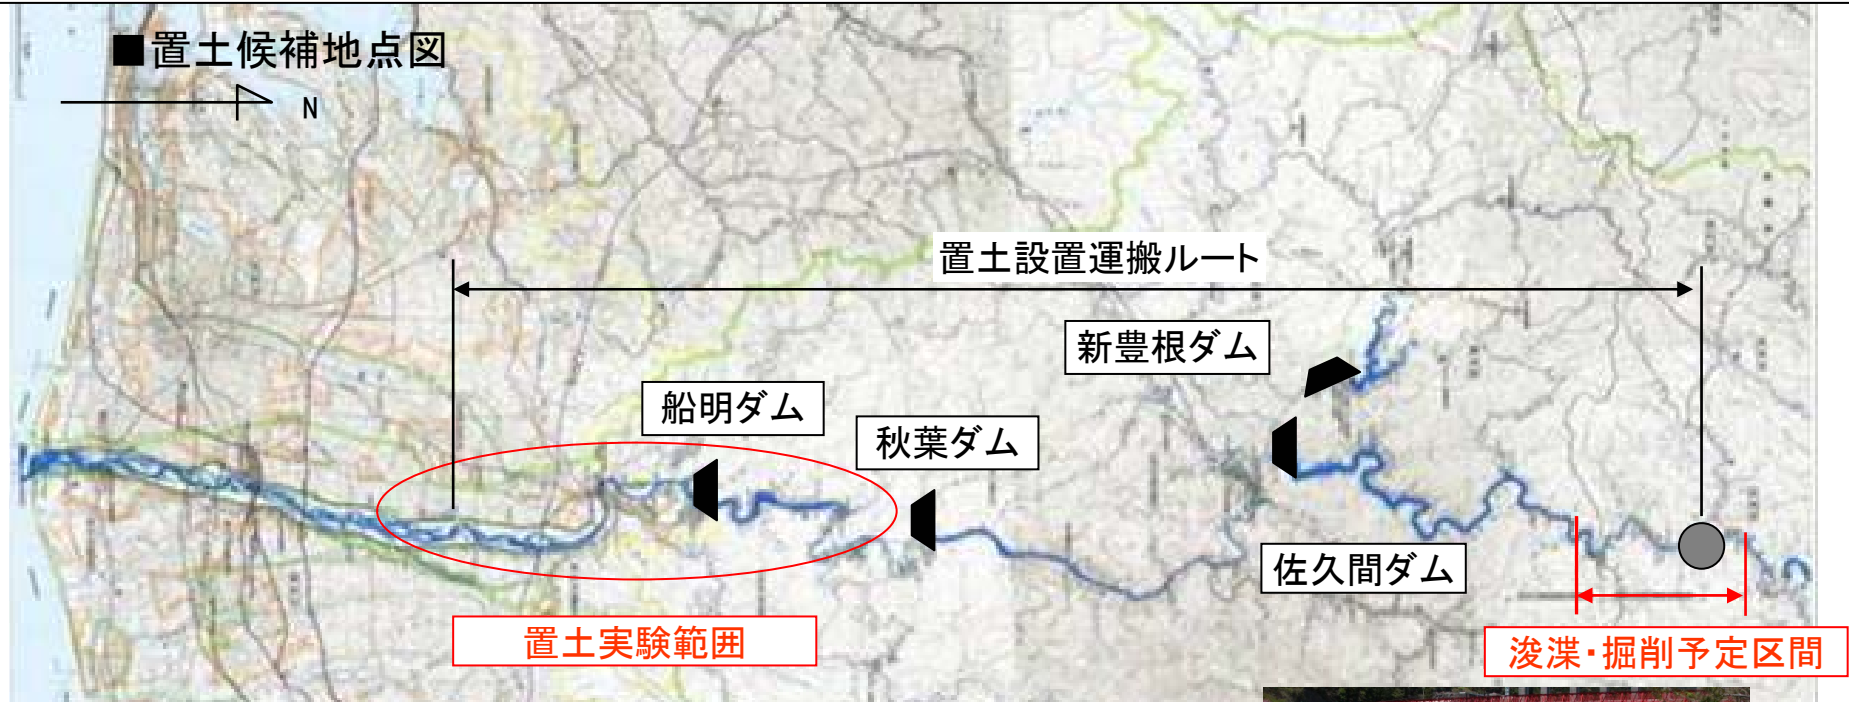 ■置土候補地点図
N
置土設置運搬ルート
新豊根ダム
船明ダム
秋葉ダム
佐久間ダム
置土実験範囲
浚渫・掘削予定区間